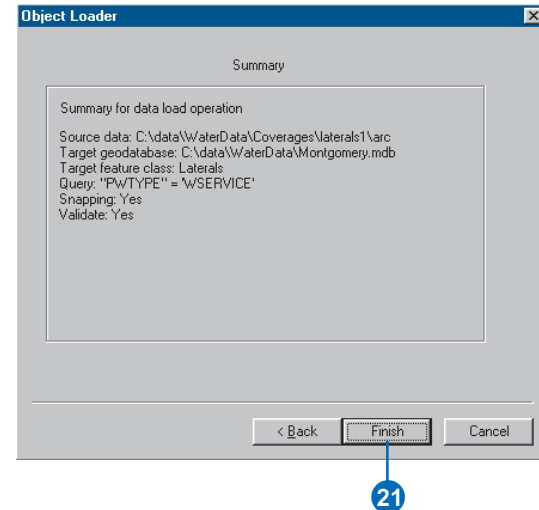 Object Loader
Summary
Summary for data load operation
Source data: C:\data\WaterData\Coverages\laterals1\arc
Target geodatabase: C:\data\WaterData\Montgomery.mdb
Target feature class: Laterals
Query: "PWTYPE" = 'WSERVICE'
Snapping: Yes
Validate: Yes
< Back Finish Cancel
21